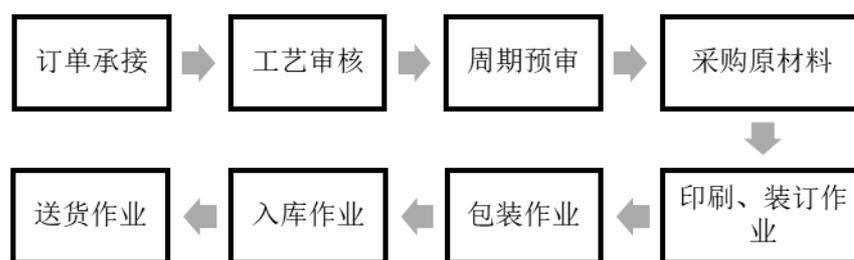 订单承接
工艺审核
周期预审
采购原材料
印刷、装订作
业
包装作业
入库作业
送货作业